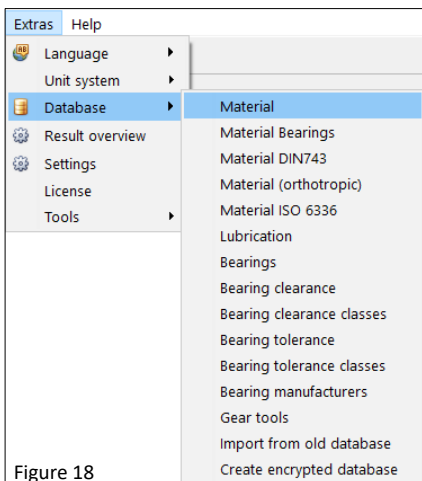 Extras Help
Language
Unit system
Database
Result overview
Settings
License
Tools
Material
Material Bearings
Material DIN743
Material (orthotropic)
Material ISO 6336
Lubrication
Bearings
Bearing clearance
Bearing clearance classes
Bearing tolerance
Bearing tolerance classes
Bearing manufacturers
Gear tools
Import from old database
Create encrypted database
Figure 18